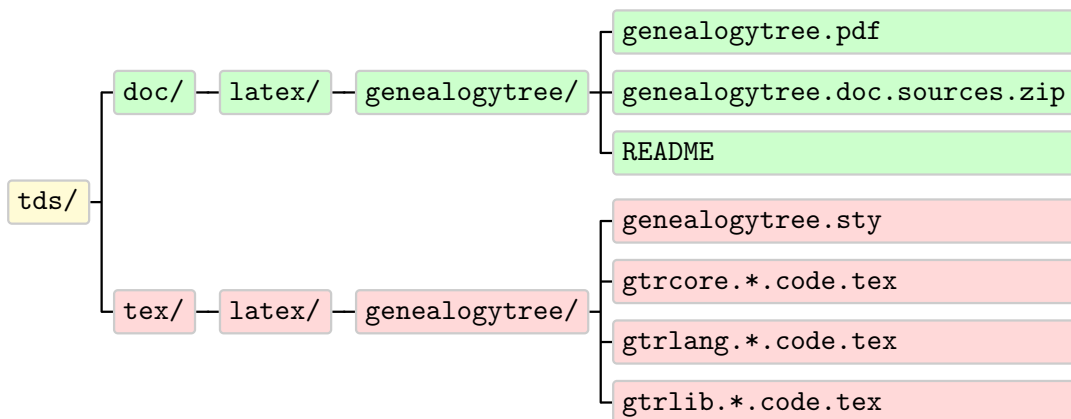 tds/
doc/
latex/
genealogytree/
genealogytree.pdf
genealogytree.doc.sources.zip
README
tex/
latex/
genealogytree/
genealogytree.sty
gtrcore.*.code.tex
gtrlang.*.code.tex
gtrlib.*.code.tex